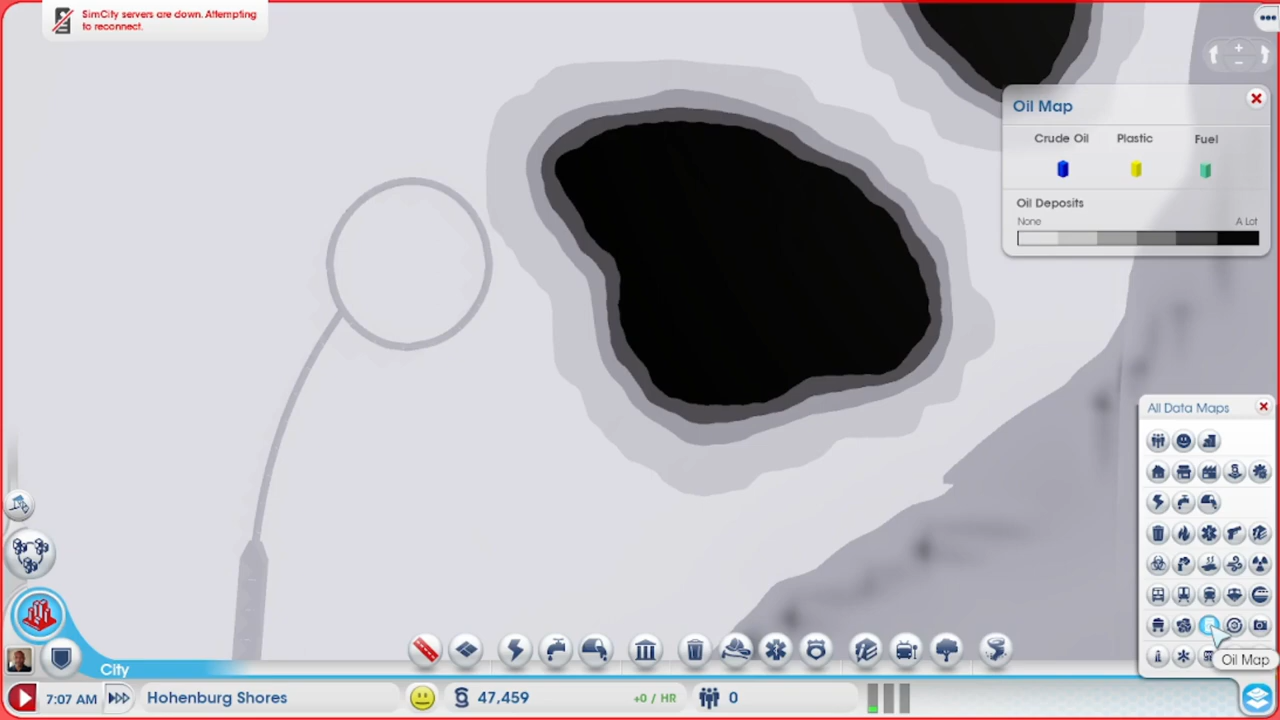 SimCity servers are down. Attempting
to reconnect.
Oil Map
Crude Oil Plastic Fuel
Oil Deposits
None A Lot
All Data Maps
Oil Map
City
7:07 AM Hohenburg Shores 47,459 +0 / HR 0